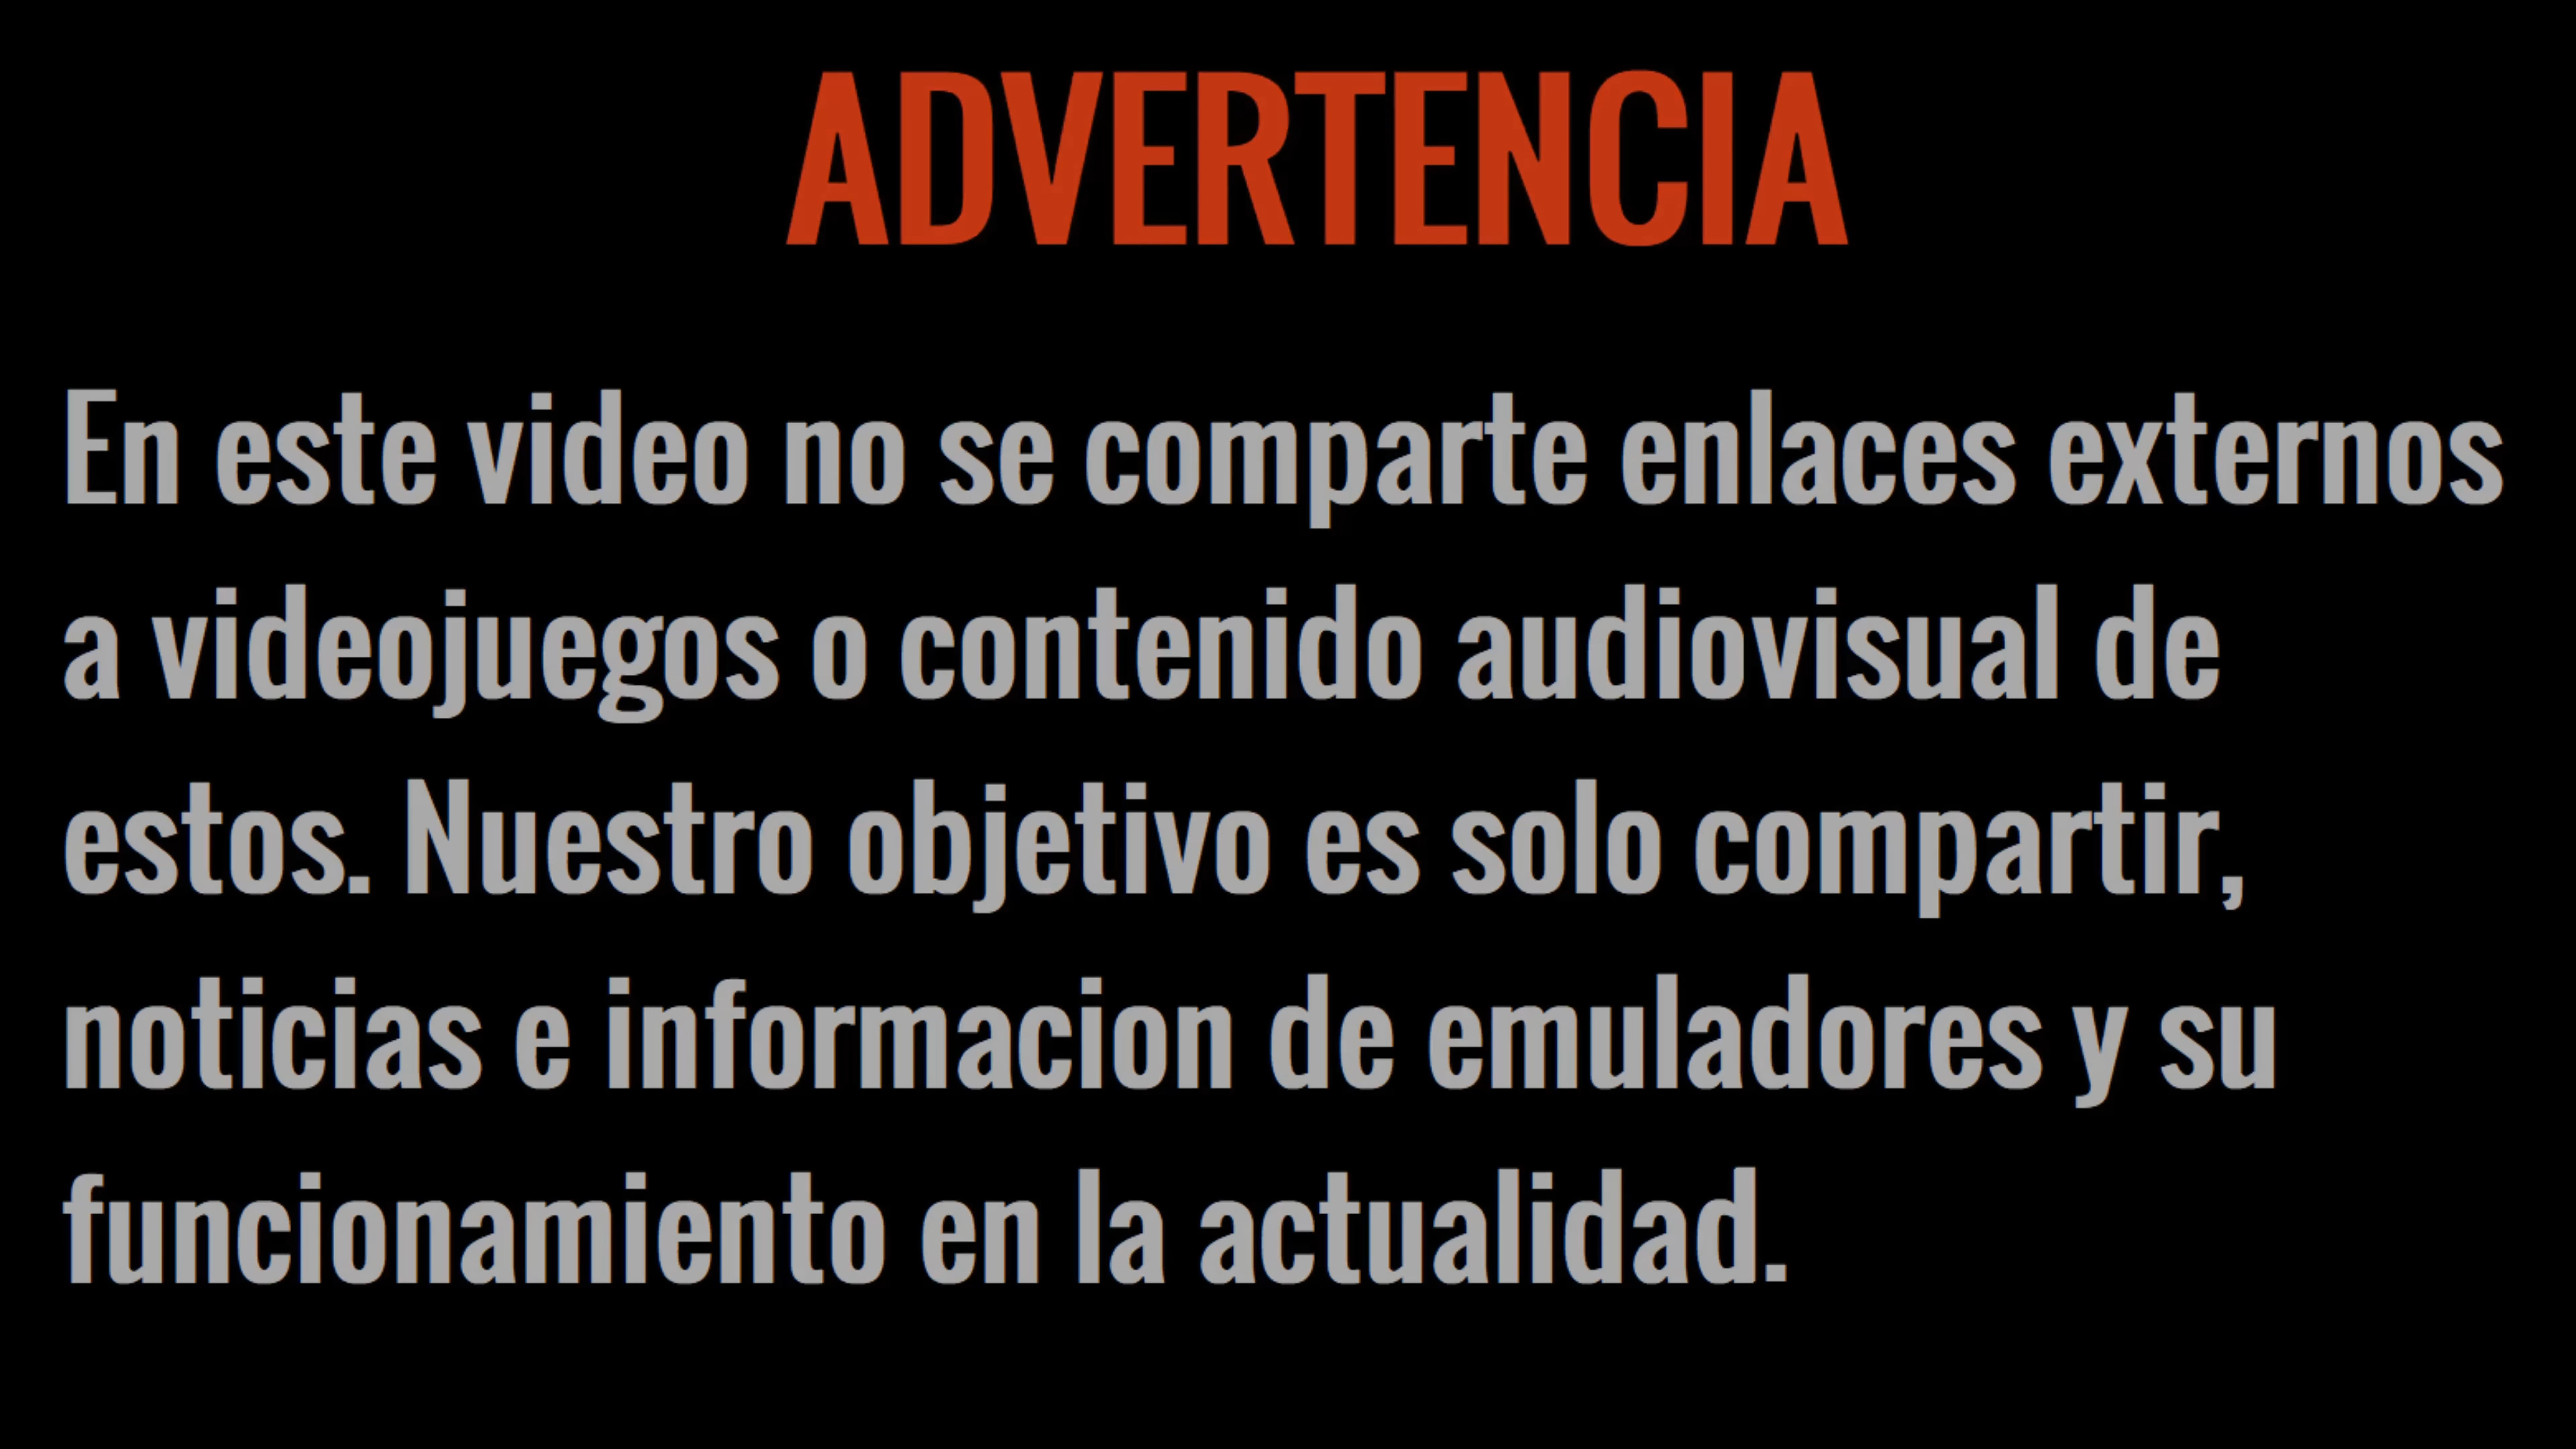 ADVERTENCIA
En este video no se comparte enlaces externos
a videojuegos o contenido audiovisual de
estos. Nuestro objetivo es solo compartir,
noticias e informacion de emuladores y su
funcionamiento en la actualidad.